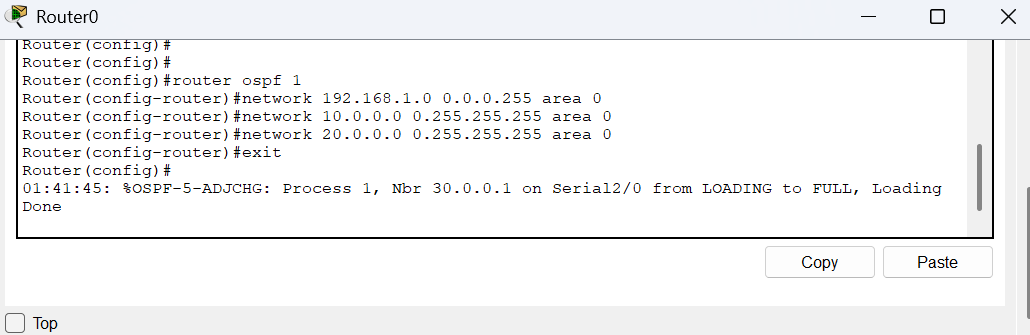 Router0
Router(config)#
Router(config)#
Router(config)#router ospf 1
Router(config-router)#network 192.168.1.0 0.0.0.255 area 0
Router(config-router)#network 10.0.0.0 0.255.255.255 area 0
Router(config-router)#network 20.0.0.0 0.255.255.255 area 0
Router(config-router)#exit
Router(config)#
01:41:45: %OSPF-5-ADJCHG: Process 1, Nbr 30.0.0.1 on Serial2/0 from LOADING to FULL, Loading
Done
Copy Paste
Top